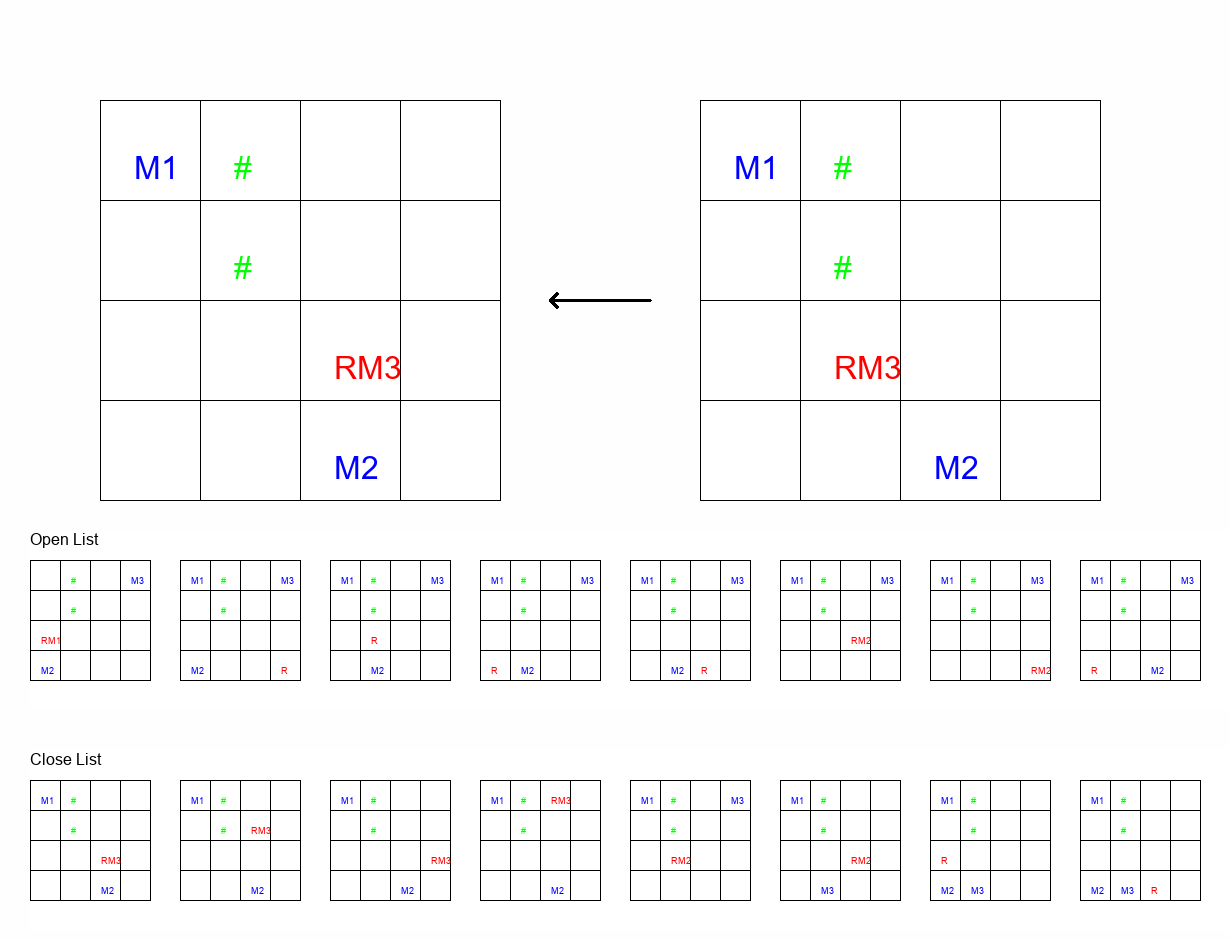 M1 # M1 #
# #
RM3 RM3
M2 M2
Open List
# M3 M1 # M3 M1 # M3 M1 # M3 M1 # M3 M1 # M3 M1 # M3 M1 # M3
# # # # # # # #
RM1 R RM2
M2 M2 R M2 R M2 M2 R RM2 R M2
Close List
M1 # M1 # M1 # M1 # RM3 M1 # M3 M1 # M1 # M1 #
# # RM3 # # # # # #
RM3 RM3 RM2 RM2 R
M2 M2 M2 M2 M3 M2 M3 M2 M3 R